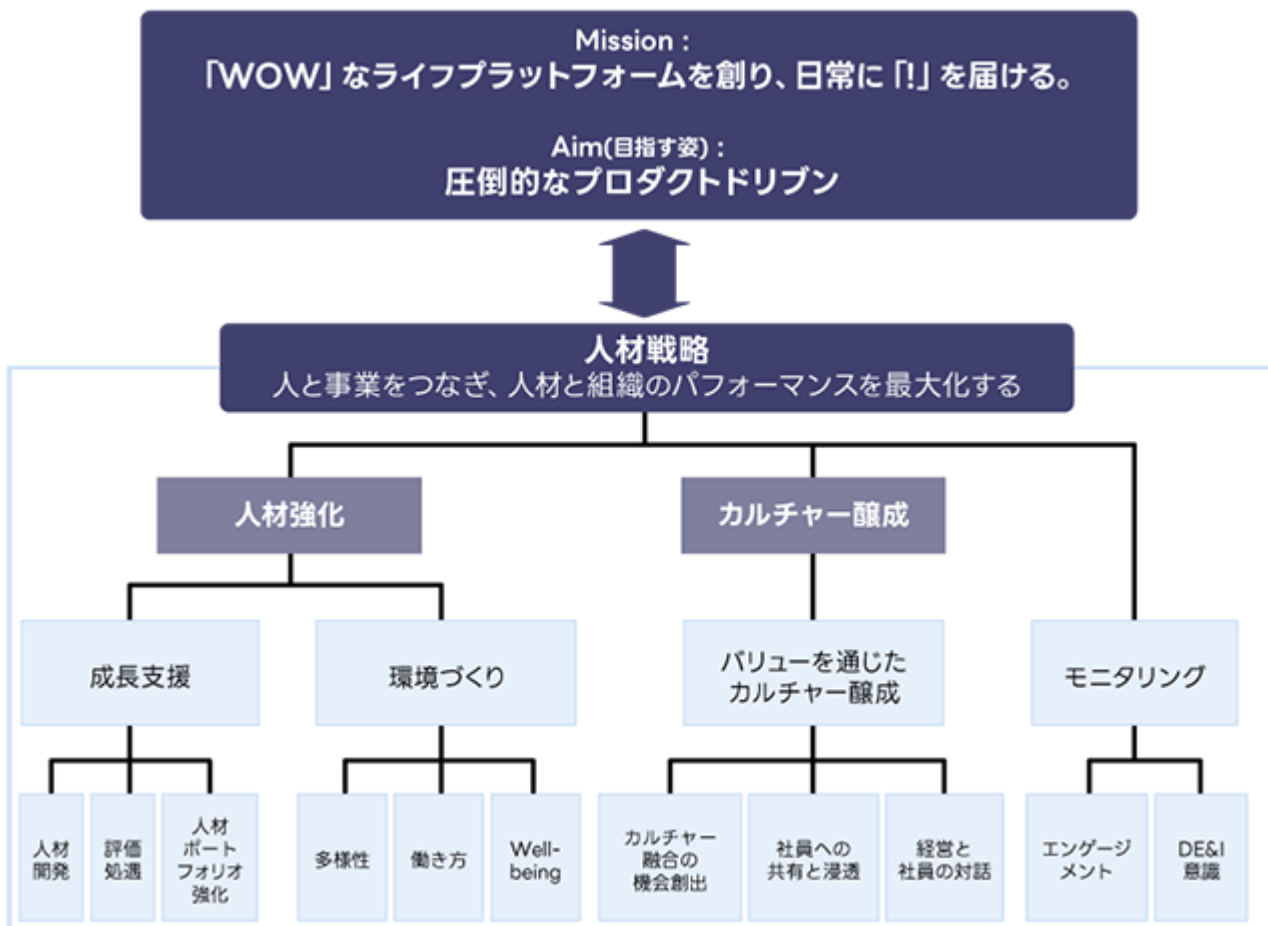 Mission :
「WOW」なライフプラットフォームを創り、日常に「!」を届ける。
Aim(目指す姿) :
圧倒的なプロダクトドリブン
人材戦略
人と事業をつなぎ、人材と組織のパフォーマンスを最大化する
人材強化
カルチャー醸成
成長支援
環境づくり
バリューを通じた
カルチャー醸成
モニタリング
人材
開発
評価
処遇
人材
ポート
フォリオ
強化
多様性
働き方
Well-
being
カルチャー
融合の
機会創出
社員への
共有と浸透
経営と
社員の対話
エンゲージ
メント
DE&I
意識